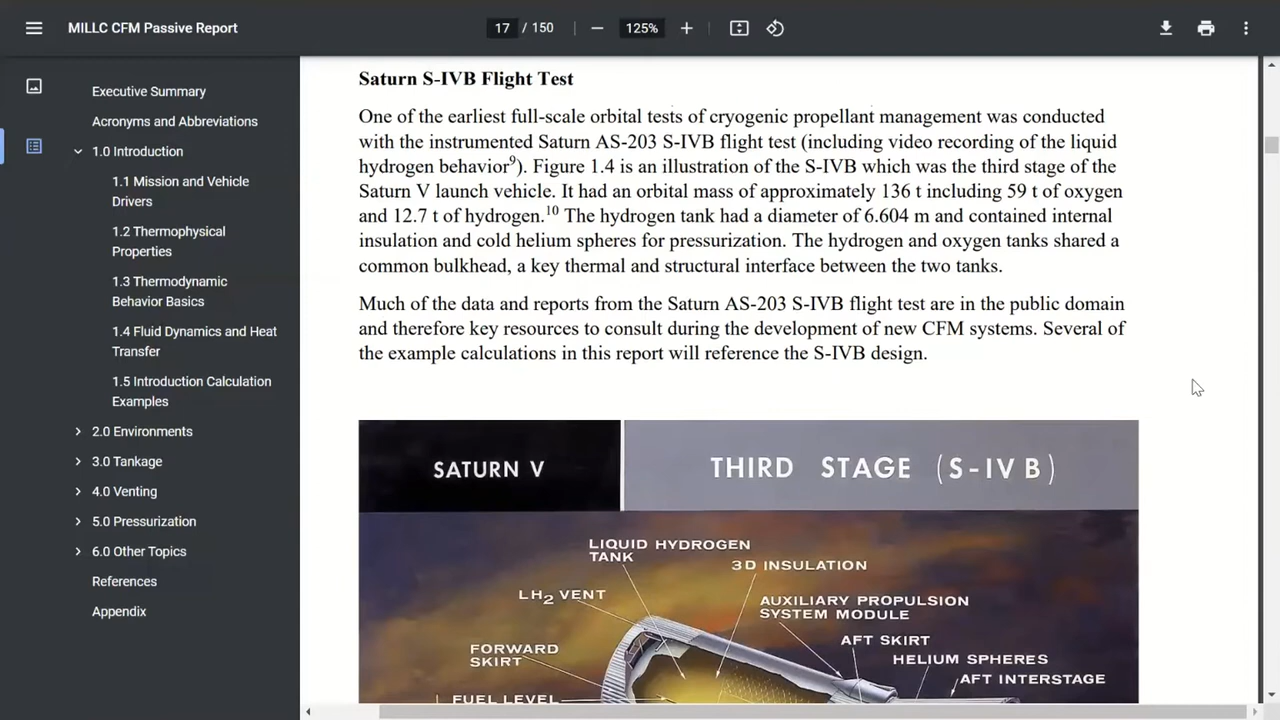 MILLC CFM Passive Report
17 / 150
125%
Executive Summary
Acronyms and Abbreviations
1.0 Introduction
1.1 Mission and Vehicle
Drivers
1.2 Thermophysical
Properties
1.3 Thermodynamic
Behavior Basics
1.4 Fluid Dynamics and Heat
Transfer
1.5 Introduction Calculation
Examples
2.0 Environments
3.0 Tankage
4.0 Venting
5.0 Pressurization
6.0 Other Topics
References
Appendix
Saturn S-IVB Flight Test
One of the earliest full-scale orbital tests of cryogenic propellant management was conducted
with the instrumented Saturn AS-203 S-IVB flight test (including video recording of the liquid
hydrogen behavior⁹). Figure 1.4 is an illustration of the S-IVB which was the third stage of the
Saturn V launch vehicle. It had an orbital mass of approximately 136 t including 59 t of oxygen
and 12.7 t of hydrogen.¹⁰ The hydrogen tank had a diameter of 6.604 m and contained internal
insulation and cold helium spheres for pressurization. The hydrogen and oxygen tanks shared a
common bulkhead, a key thermal and structural interface between the two tanks.
Much of the data and reports from the Saturn AS-203 S-IVB flight test are in the public domain
and therefore key resources to consult during the development of new CFM systems. Several of
the example calculations in this report will reference the S-IVB design.
SATURN V
THIRD STAGE (S-IVB)
LIQUID HYDROGEN
TANK
3D INSULATION
LH₂ VENT
AUXILIARY PROPULSION
SYSTEM MODULE
AFT SKIRT
FORWARD
SKIRT
HELIUM SPHERES
AFT INTERSTAGE
FUEL LEVEL